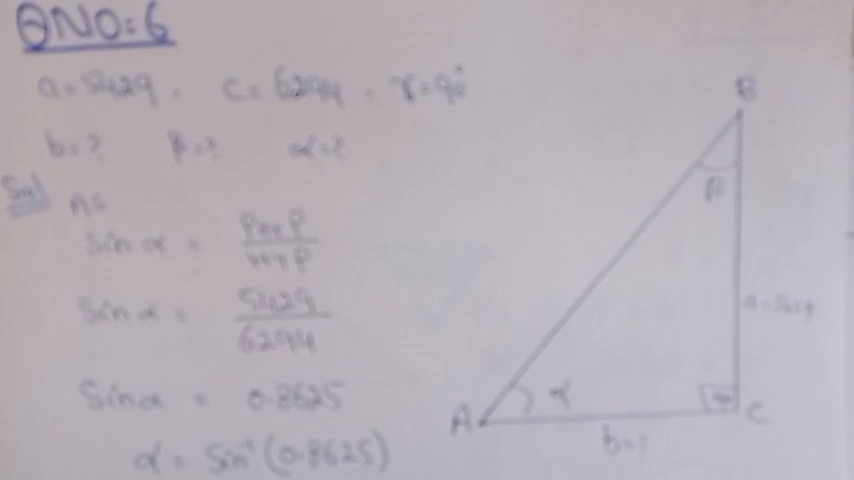 QNO:6
a = 5429 . c = 6294 . γ = 90°
b = ? β = ? α = ?
Sol
As
Sin α = Perp / Hyp
Sin α = 5429 / 6294
Sin α = 0.8625
α = Sin⁻¹(0.8625)
B
β
a = 5429
A α C
b = ?